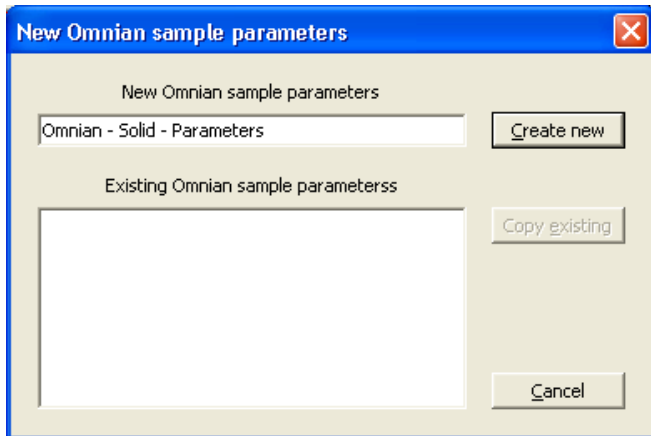 New Omnian sample parameters
New Omnian sample parameters
Omnian - Solid - Parameters
Create new
Existing Omnian sample parameterss
Copy existing
Cancel